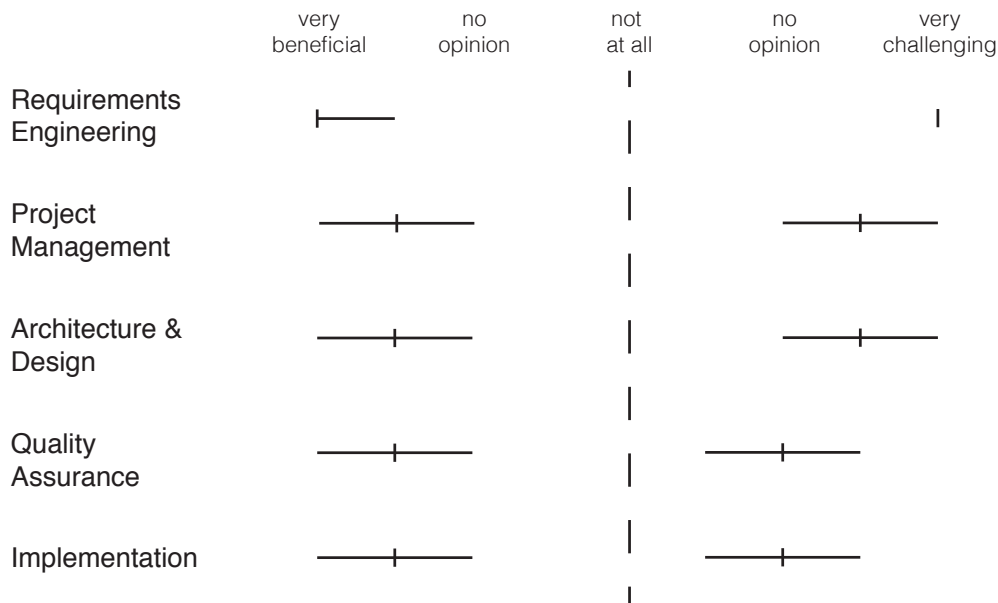 very
beneficial
no
opinion
not
at all
no
opinion
very
challenging
Requirements
Engineering
Project
Management
Architecture &
Design
Quality
Assurance
Implementation